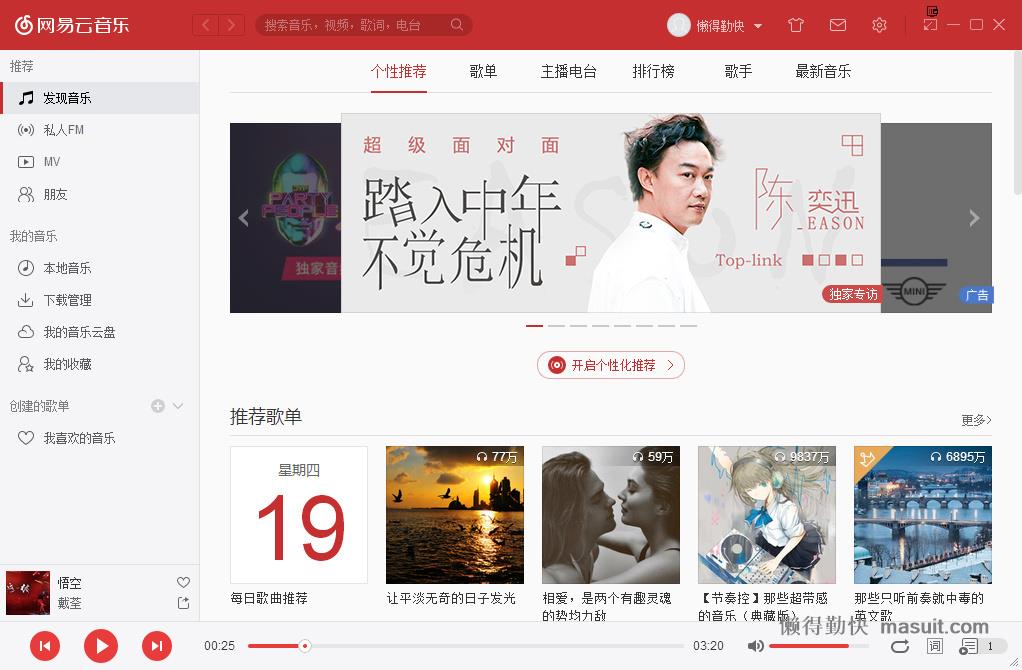 网易云音乐
搜索音乐，视频，歌词，电台
懒得勤快
推荐
发现音乐
私人FM
MV
朋友
我的音乐
本地音乐
下载管理
我的音乐云盘
我的收藏
创建的歌单
我喜欢的音乐
悟空
戴荃
个性推荐 歌单 主播电台 排行榜 歌手 最新音乐
PARTY
PEOPLE
独家音
超级面对面
踏入中年
不觉危机
陈奕迅
EASON
Top-link
独家专访
MINI
广告
开启个性化推荐
推荐歌单
更多
星期四
19
每日歌曲推荐
77万
让平淡无奇的日子发光
59万
相爱，是两个有趣灵魂
的势均力敌
9837万
【节奏控】那些超带感
的音乐（典藏版）
6895万
那些只听前奏就中毒的
英文歌
懒得勤快 masuit.com
00:25
03:20
词
1